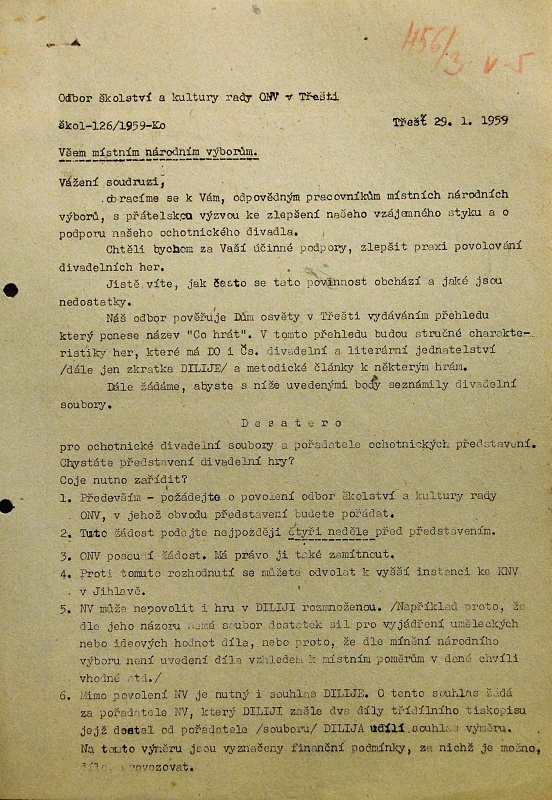 456/3 V-5
Odbor školství a kultury rady ONV v Třešti
škol-126/1959-Ko Třešť 29. 1. 1959
Všem místním národním výborům.
Vážení soudruzi,
obracíme se k Vám, odpovědným pracovníkům místních národních
výborů, s přátelskou výzvou ke zlepšení našeho vzájemného styku a o
podporu našeho ochotnického divadla.
Chtěli bychom za Vaší účinné podpory, zlepšit praxi povolování
divadelních her.
Jistě víte, jak často se tato povinnost obchází a jaké jsou
nedostatky.
Náš odbor pověřuje Dům osvěty v Třešti vydáváním přehledu
který ponese název "Co hrát". V tomto přehledu budou stručné charakte-
ristiky her, které má DO i Čs. divadelní a literární jednatelství
/dále jen zkratka DILIJE/ a metodické články k některým hrám.
Dále žádáme, abyste s níže uvedenými body seznámily divadelní
soubory.
D e s a t e r o
pro ochotnické divadelní soubory a pořadatele ochotnických představení.
Chystáte představení divadelní hry?
Coje nutno zařídit?
1. Především - požádejte o povolení odbor školství a kultury rady
ONV, v jehož obvodu představení budete pořádat.
2. Tuto žádost podejte nejpozději čtyři neděle před představením.
3. ONV posoudí žádost. Má právo ji také zamítnout.
4. Proti tomuto rozhodnutí se můžete odvolat k vyšší instanci ke KNV
v Jihlavě.
5. NV může nepovolit i hru v DILIJI rozmnoženou. /Například proto, že
dle jeho názoru nemá soubor dostatek sil pro vyjádření uměleckých
nebo ideových hodnot díla, nebo proto, že dle mínění národního
výboru není uvedení díla vzhledem k místním poměrům v dané chvíli
vhodné atd./
6. Mimo povolení NV je nutný i souhlas DILIJE. O tento souhlas žádá
za pořadatele NV, který DILIJI zašle dva díly třídílného tiskopisu
jejž dostal od pořadatele /souboru/ DILIJA udílí souhlas výměru.
Na tomto výměru jsou vyznačeny finanční podmínky, za nichž je možno,
dílo provozovat.